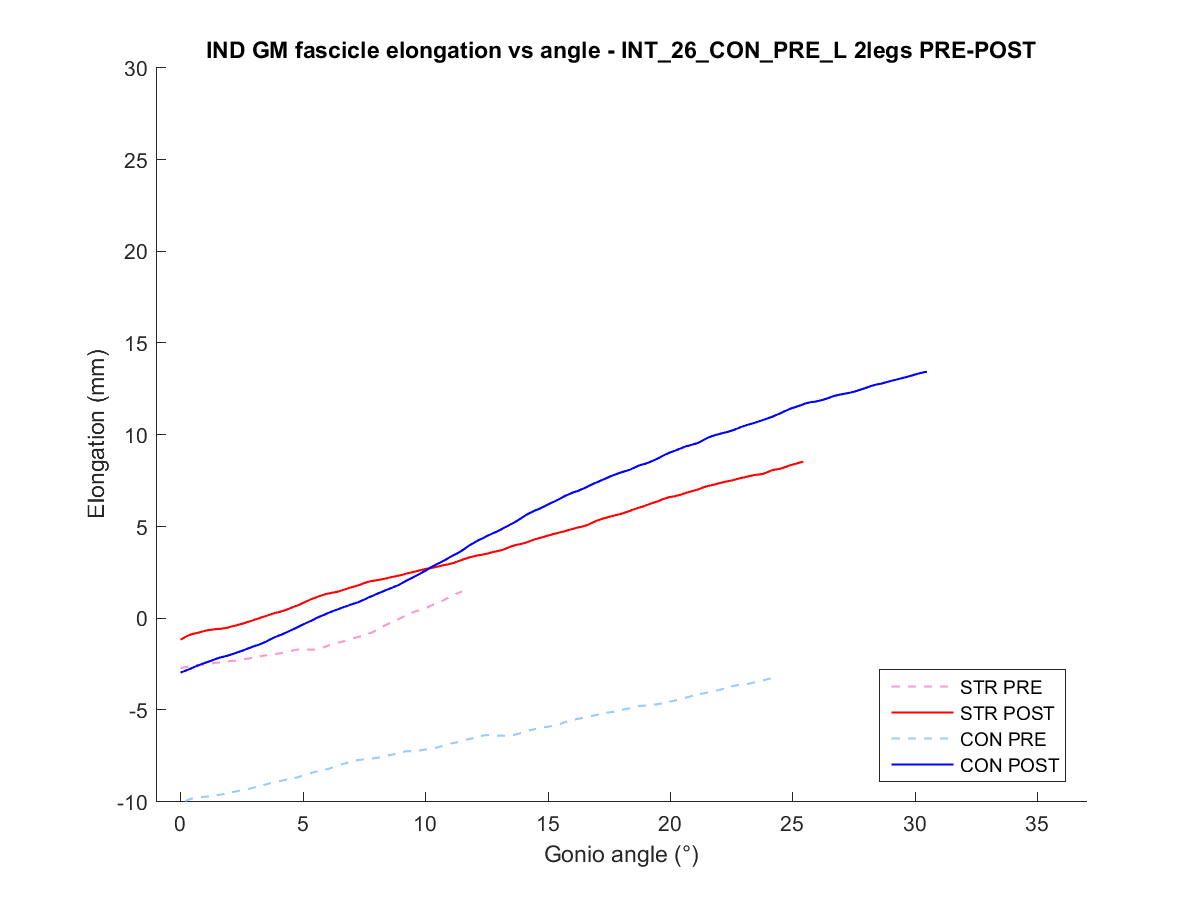 IND GM fascicle elongation vs angle - INT_26_CON_PRE_L 2legs PRE-POST
30
25
20
15
10
5
0
-5
-10
Elongation (mm)
0 5 10 15 20 25 30 35
Gonio angle (°)
STR PRE
STR POST
CON PRE
CON POST